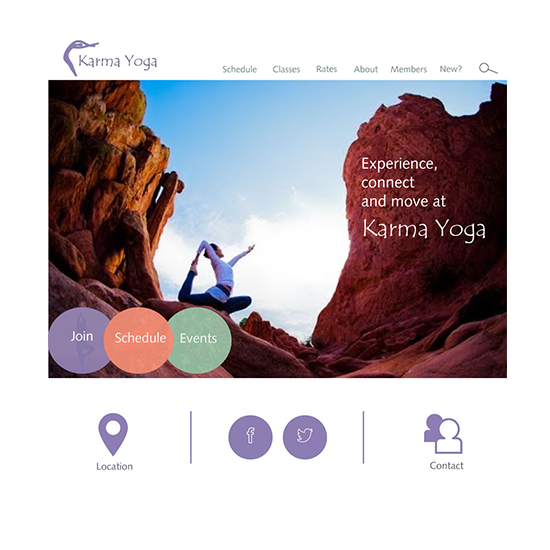 Karma Yoga
Schedule Classes Rates About Members New?
Experience,
connect
and move at
Karma Yoga
Join Schedule Events
Location
Contact